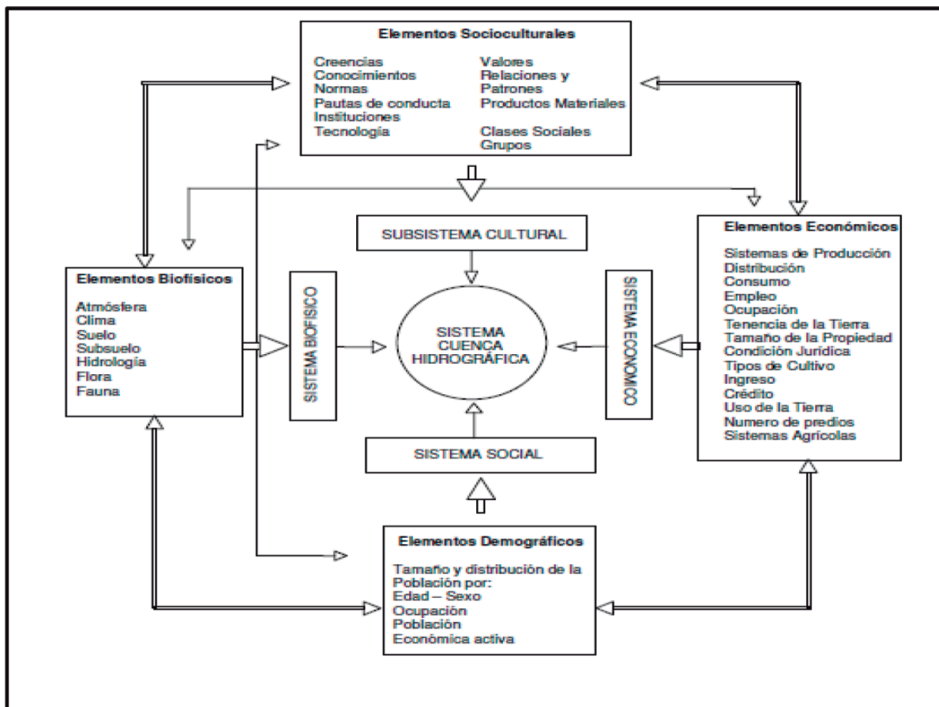 Elementos Socioculturales
Creencias
Conocimientos
Normas
Pautas de conducta
Instituciones
Tecnología
Valores
Relaciones y
Patrones
Productos Materiales
Clases Sociales
Grupos
SUBSISTEMA CULTURAL
Elementos Biofísicos
Atmósfera
Clima
Suelo
Subsuelo
Hidrología
Flora
Fauna
SISTEMA BIOFÍSICO
SISTEMA
CUENCA
HIDROGRÁFICA
SISTEMA ECONOMICO
Elementos Económicos
Sistemas de Producción
Distribución
Consumo
Empleo
Ocupación
Tenencia de la Tierra
Tamaño de la Propiedad
Condición Jurídica
Tipos de Cultivo
Ingreso
Crédito
Uso de la Tierra
Numero de predios
Sistemas Agrícolas
SISTEMA SOCIAL
Elementos Demográficos
Tamaño y distribución de la
Población por:
Edad – Sexo
Ocupación
Población
Económica activa